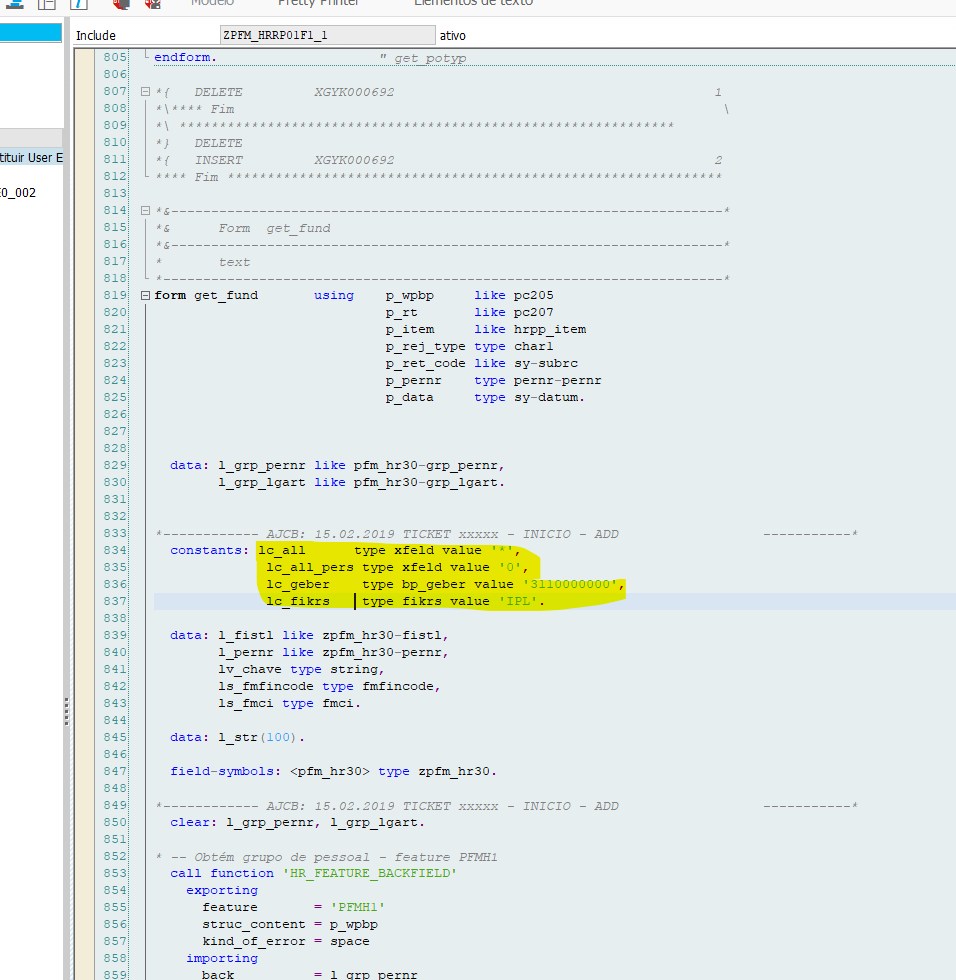 Modelo Pretty Printer Elementos de texto
Include ZPFM_HRRP01F1_1 ativo
tituir User E
E0_002
805 endform. " get_potyp
806
807 *{ DELETE XGYK000692 1
808 *\**** Fim \
809 *\ **************************************************************
810 *} DELETE
811 *{ INSERT XGYK000692 2
812 **** Fim **************************************************************
813
814 *&---------------------------------------------------------------------*
815 *& Form get_fund
816 *&---------------------------------------------------------------------*
817 * text
818 *----------------------------------------------------------------------*
819 form get_fund using p_wpbp like pc205
820 p_rt like pc207
821 p_item like hrpp_item
822 p_rej_type type char1
823 p_ret_code like sy-subrc
824 p_pernr type pernr-pernr
825 p_data type sy-datum.
826
827
828
829 data: l_grp_pernr like pfm_hr30-grp_pernr,
830 l_grp_lgart like pfm_hr30-grp_lgart.
831
832
833 *------------ AJCB: 15.02.2019 TICKET xxxxx - INICIO - ADD -----------*
834 constants: lc_all type xfeld value '*',
835 lc_all_pers type xfeld value '0',
836 lc_geber type bp_geber value '3110000000',
837 lc_fikrs type fikrs value 'IPL'.
838
839 data: l_fistl like zpfm_hr30-fistl,
840 l_pernr like zpfm_hr30-pernr,
841 lv_chave type string,
842 ls_fmfincode type fmfincode,
843 ls_fmci type fmci.
844
845 data: l_str(100).
846
847 field-symbols: <pfm_hr30> type zpfm_hr30.
848
849 *------------ AJCB: 15.02.2019 TICKET xxxxx - INICIO - ADD -----------*
850 clear: l_grp_pernr, l_grp_lgart.
851
852 * -- Obtém grupo de pessoal - feature PFMH1
853 call function 'HR_FEATURE_BACKFIELD'
854 exporting
855 feature = 'PFMH1'
856 struc_content = p_wpbp
857 kind_of_error = space
858 importing
859 back = l_grp_pernr